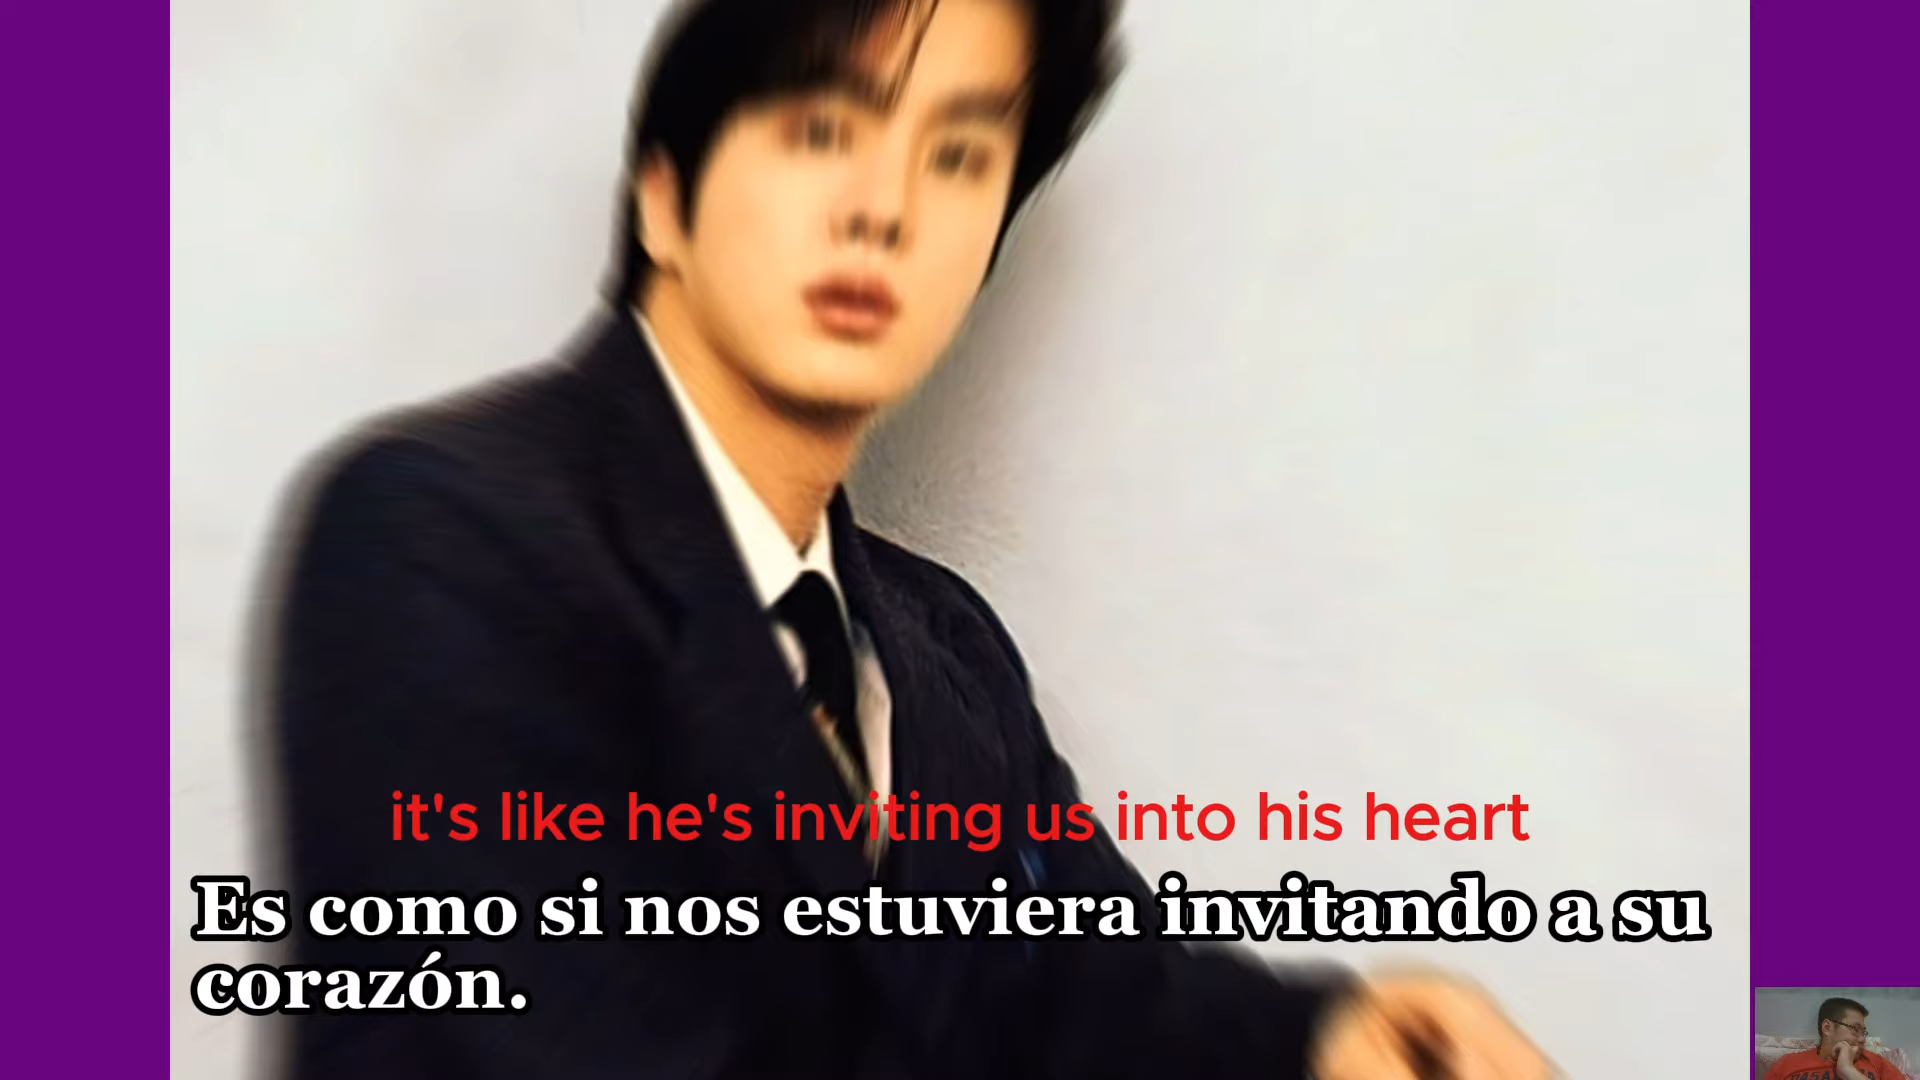 it's like he's inviting us into his heart
Es como si nos estuviera invitando a su
corazón.